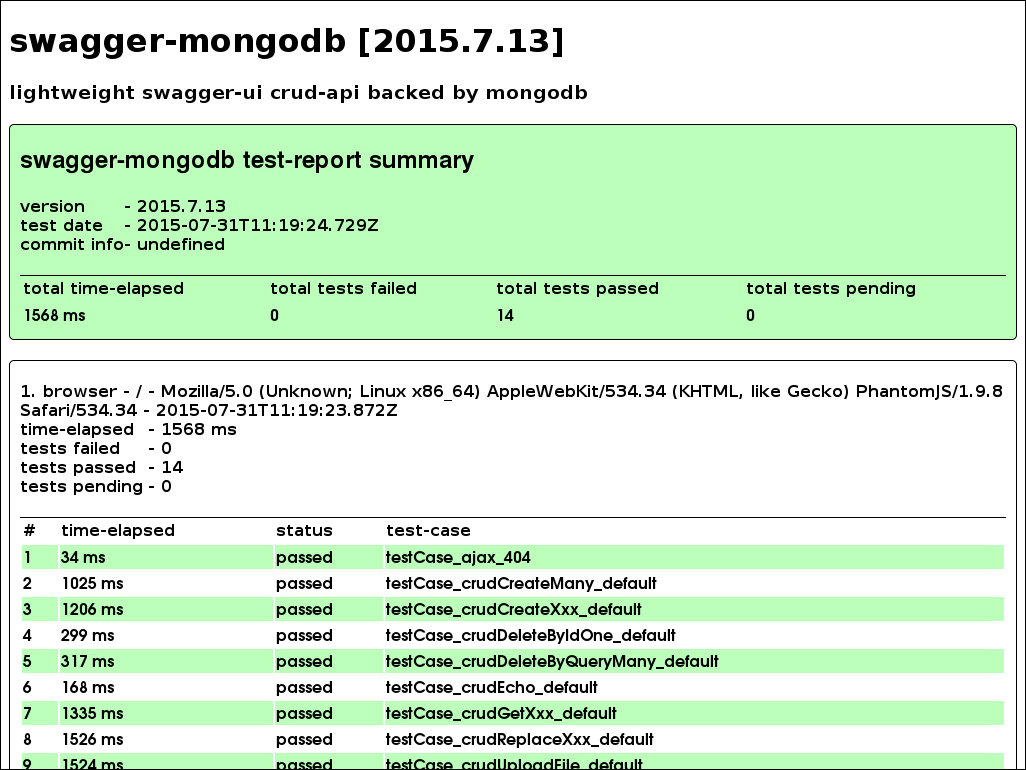 swagger-mongodb [2015.7.13]
lightweight swagger-ui crud-api backed by mongodb
swagger-mongodb test-report summary
version - 2015.7.13
test date - 2015-07-31T11:19:24.729Z
commit info- undefined
total time-elapsed total tests failed total tests passed total tests pending
1568 ms 0 14 0
1. browser - / - Mozilla/5.0 (Unknown; Linux x86_64) AppleWebKit/534.34 (KHTML, like Gecko) PhantomJS/1.9.8
Safari/534.34 - 2015-07-31T11:19:23.872Z
time-elapsed - 1568 ms
tests failed - 0
tests passed - 14
tests pending - 0
# time-elapsed status test-case
1 34 ms passed testCase_ajax_404
2 1025 ms passed testCase_crudCreateMany_default
3 1206 ms passed testCase_crudCreateXxx_default
4 299 ms passed testCase_crudDeleteByIdOne_default
5 317 ms passed testCase_crudDeleteByQueryMany_default
6 168 ms passed testCase_crudEcho_default
7 1335 ms passed testCase_crudGetXxx_default
8 1526 ms passed testCase_crudReplaceXxx_default
9 1524 ms passed testCase_crudUploadFile_default